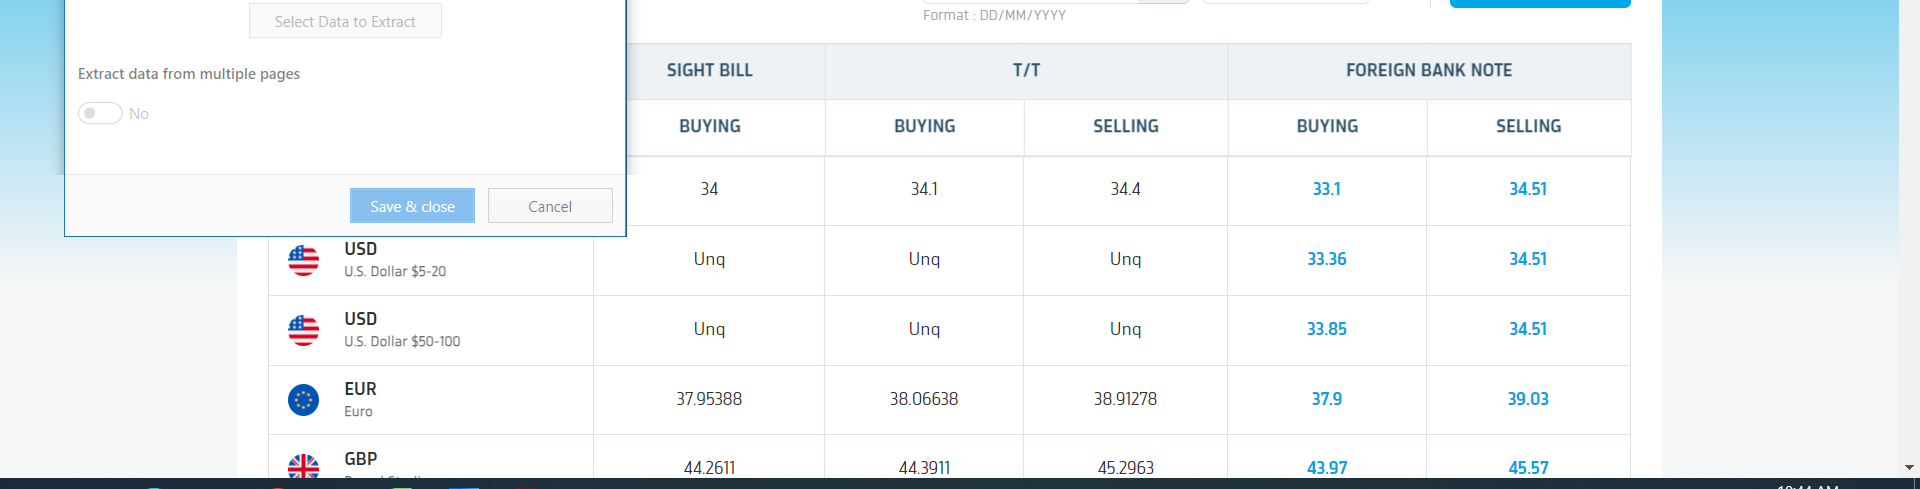 Select Data to Extract
Extract data from multiple pages
No
Save & close
Cancel
Format : DD/MM/YYYY
SIGHT BILL T/T FOREIGN BANK NOTE
BUYING BUYING SELLING BUYING SELLING
34 34.1 34.4 33.1 34.51
USD
U.S. Dollar $5-20
Unq Unq Unq 33.36 34.51
USD
U.S. Dollar $50-100
Unq Unq Unq 33.85 34.51
EUR
Euro
37.95388 38.06638 38.91278 37.9 39.03
GBP
44.2611 44.3911 45.2963 43.97 45.57